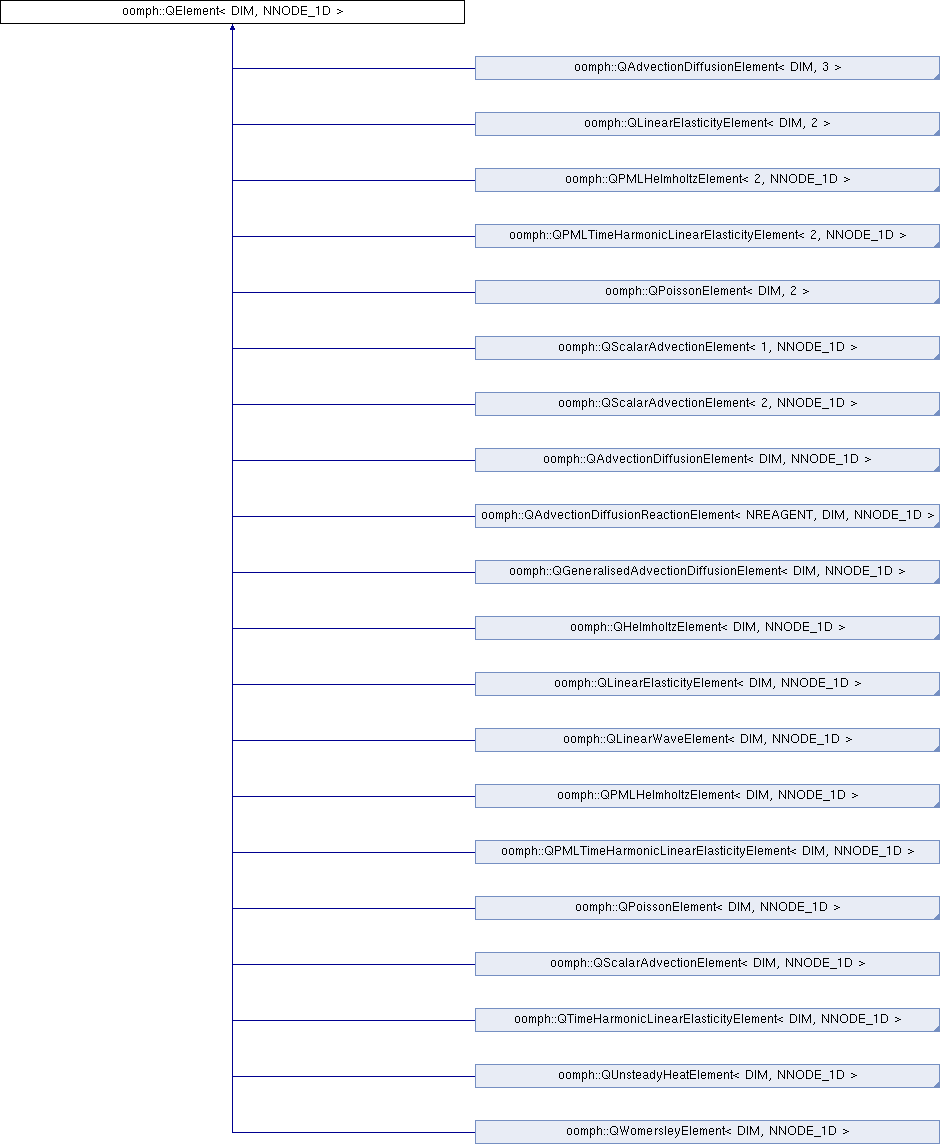 oomph::QElement< DIM, NNODE_1D >
oomph::QAdvectionDiffusionElement< DIM, 3 >
oomph::QLinearElasticityElement< DIM, 2 >
oomph::QPMLHelmholtzElement< 2, NNODE_1D >
oomph::QPMLTimeHarmonicLinearElasticityElement< 2, NNODE_1D >
oomph::QPoissonElement< DIM, 2 >
oomph::QScalarAdvectionElement< 1, NNODE_1D >
oomph::QScalarAdvectionElement< 2, NNODE_1D >
oomph::QAdvectionDiffusionElement< DIM, NNODE_1D >
oomph::QAdvectionDiffusionReactionElement< NREAGENT, DIM, NNODE_1D >
oomph::QGeneralisedAdvectionDiffusionElement< DIM, NNODE_1D >
oomph::QHelmholtzElement< DIM, NNODE_1D >
oomph::QLinearElasticityElement< DIM, NNODE_1D >
oomph::QLinearWaveElement< DIM, NNODE_1D >
oomph::QPMLHelmholtzElement< DIM, NNODE_1D >
oomph::QPMLTimeHarmonicLinearElasticityElement< DIM, NNODE_1D >
oomph::QPoissonElement< DIM, NNODE_1D >
oomph::QScalarAdvectionElement< DIM, NNODE_1D >
oomph::QTimeHarmonicLinearElasticityElement< DIM, NNODE_1D >
oomph::QUnsteadyHeatElement< DIM, NNODE_1D >
oomph::QWomersleyElement< DIM, NNODE_1D >